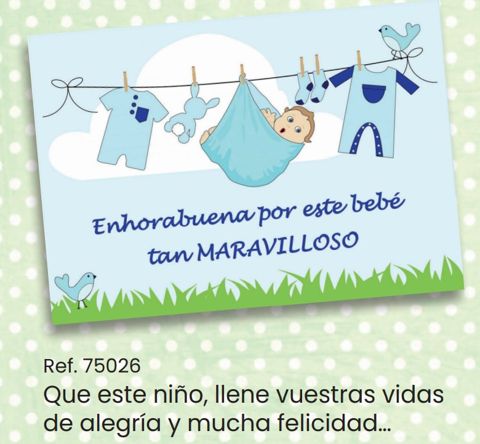 Enhorabuena por este bebé
tan MARAVILLOSO
Ref. 75026
Que este niño, llene vuestras vidas
de alegría y mucha felicidad...